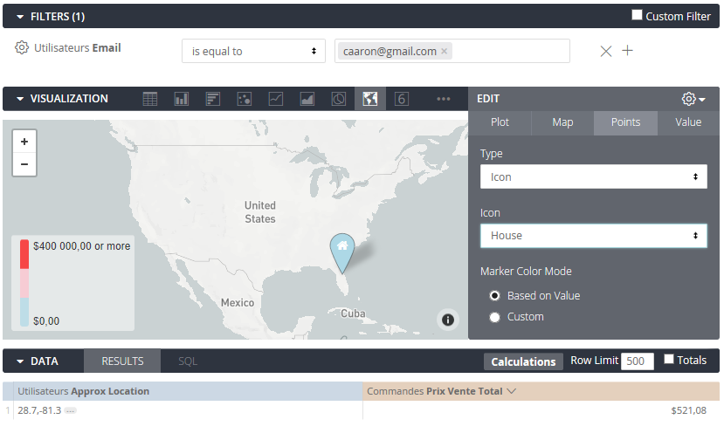 FILTERS (1)
Custom Filter
Utilisateurs Email
is equal to
caaron@gmail.com ×
VISUALIZATION
6
EDIT
Plot
Map
Points
Value
+
−
United
States
Mexico
Cuba
$400 000,00 or more
$0,00
Type
Icon
Icon
House
Marker Color Mode
Based on Value
Custom
DATA
RESULTS
SQL
Calculations
Row Limit 500
Totals
Utilisateurs Approx Location
Commandes Prix Vente Total
1
28.7,-81.3
$521,08